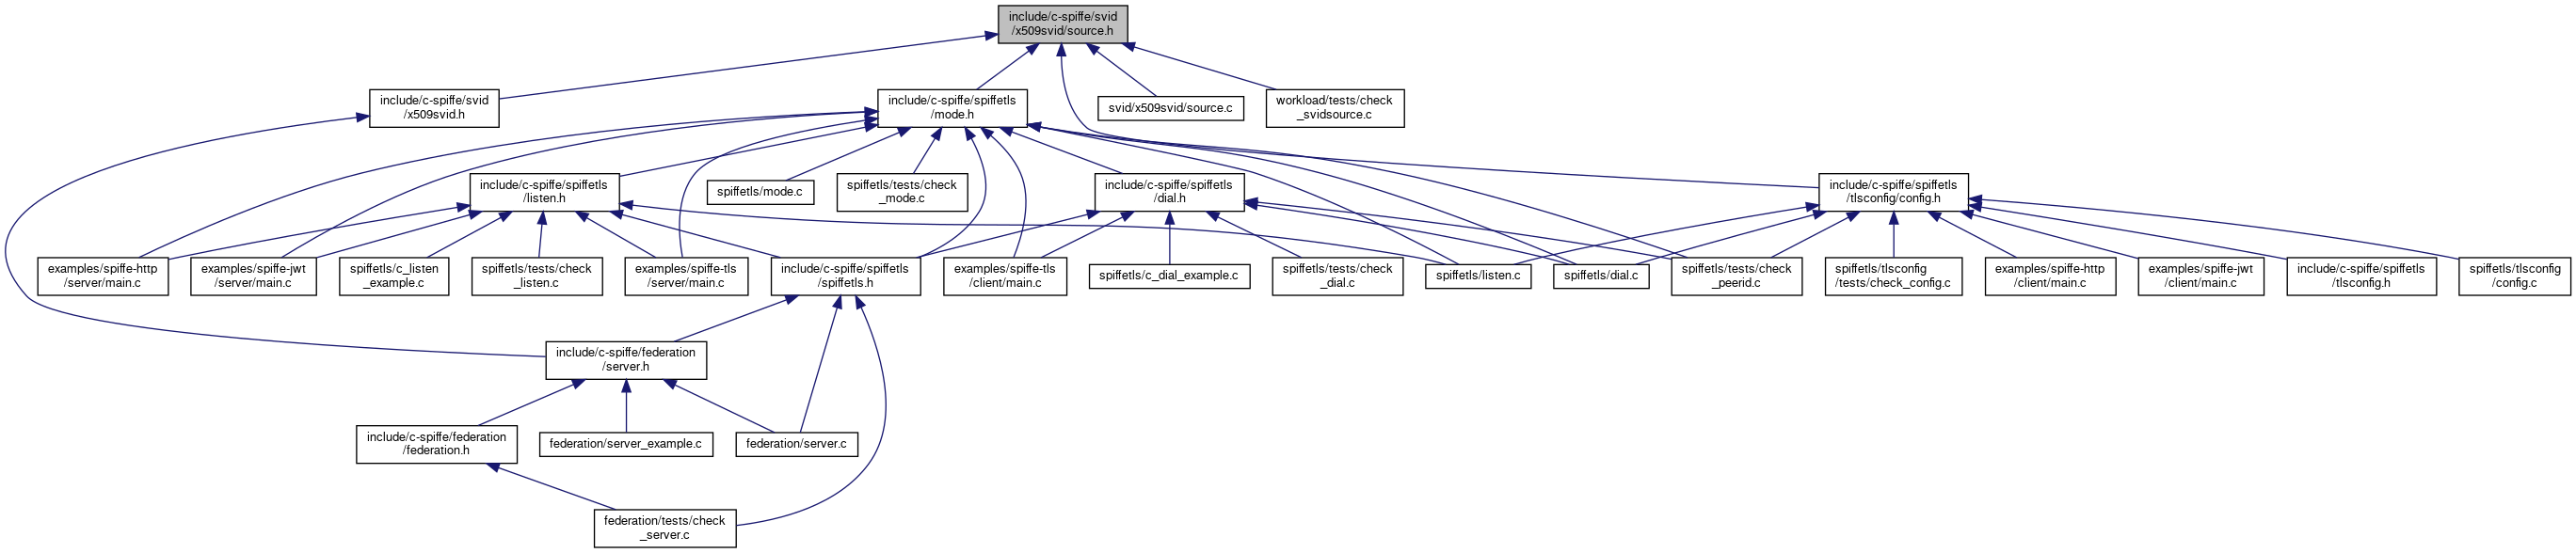 include/c-spiffe/svid
/x509svid/source.h
include/c-spiffe/svid
/x509svid.h
include/c-spiffe/spiffetls
/mode.h
svid/x509svid/source.c
workload/tests/check
_svidsource.c
include/c-spiffe/spiffetls
/listen.h
spiffetls/mode.c
spiffetls/tests/check
_mode.c
include/c-spiffe/spiffetls
/dial.h
include/c-spiffe/spiffetls
/tlsconfig/config.h
examples/spiffe-http
/server/main.c
examples/spiffe-jwt
/server/main.c
spiffetls/c_listen
_example.c
spiffetls/tests/check
_listen.c
examples/spiffe-tls
/server/main.c
include/c-spiffe/spiffetls
/spiffetls.h
examples/spiffe-tls
/client/main.c
spiffetls/c_dial_example.c
spiffetls/tests/check
_dial.c
spiffetls/listen.c
spiffetls/dial.c
spiffetls/tests/check
_peerid.c
spiffetls/tlsconfig
/tests/check_config.c
examples/spiffe-http
/client/main.c
examples/spiffe-jwt
/client/main.c
include/c-spiffe/spiffetls
/tlsconfig.h
spiffetls/tlsconfig
/config.c
include/c-spiffe/federation
/server.h
include/c-spiffe/federation
/federation.h
federation/server_example.c
federation/server.c
federation/tests/check
_server.c